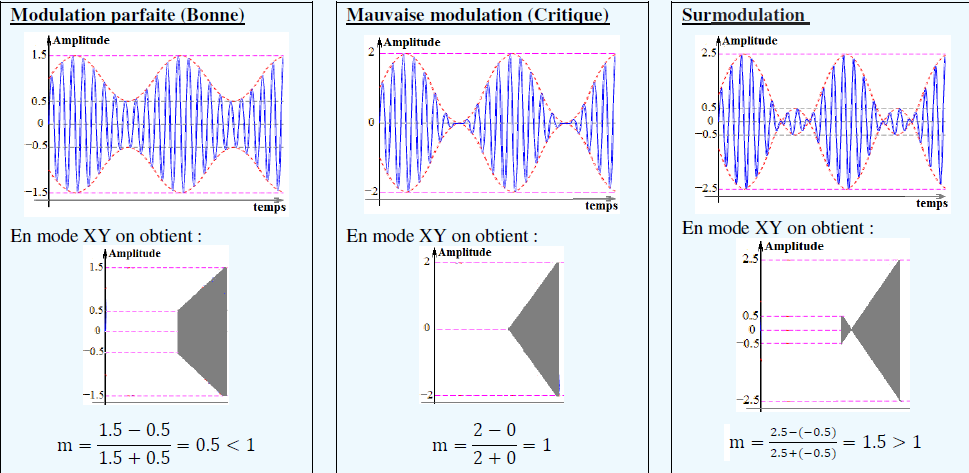 Modulation parfaite (Bonne)
Amplitude
1.5
0.5
0
−0.5
−1.5
temps
En mode XY on obtient :
Amplitude
1.5
0.5
0
−0.5
−1.5
m = (1.5 − 0.5)/(1.5 + 0.5) = 0.5 < 1
Mauvaise modulation (Critique)
Amplitude
2
0
−2
temps
En mode XY on obtient :
Amplitude
2
0
−2
m = (2 − 0)/(2 + 0) = 1
Surmodulation
Amplitude
2.5
0.5
0
−0.5
−2.5
temps
En mode XY on obtient :
Amplitude
2.5
0.5
0
−0.5
−2.5
m = (2.5−(−0.5))/(2.5+(−0.5)) = 1.5 > 1